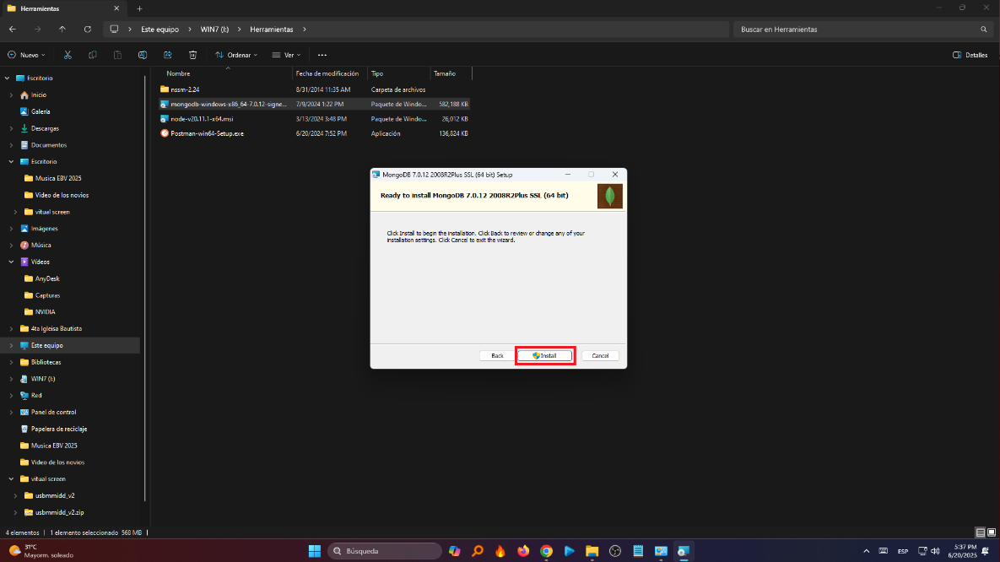 Herramientas
Este equipo > WIN7 (I:) > Herramientas >
Buscar en Herramientas
Nuevo
Ordenar
Ver
Detalles
Escritorio
Inicio
Galería
Descargas
Documentos
Escritorio
Musica EBV 2025
Video de los novios
vitual screen
Imágenes
Música
Vídeos
AnyDesk
Capturas
NVIDIA
4ta Igleisa Bautista
Este equipo
Bibliotecas
WIN7 (I:)
Red
Panel de control
Papelera de reciclaje
Musica EBV 2025
Video de los novios
vitual screen
usbmmidd_v2
usbmmidd_v2.zip
Nombre Fecha de modificación Tipo Tamaño
nssm-2.24 8/31/2014 11:35 AM Carpeta de archivos
mongodb-windows-x86_64-7.0.12-signe... 7/9/2024 1:22 PM Paquete de Windo... 582,188 KB
node-v20.11.1-x64.msi 3/13/2024 3:48 PM Paquete de Windo... 26,012 KB
Postman-win64-Setup.exe 6/20/2024 7:52 PM Aplicación 136,824 KB
MongoDB 7.0.12 2008R2Plus SSL (64 bit) Setup
Ready to install MongoDB 7.0.12 2008R2Plus SSL (64 bit)
Click Install to begin the installation. Click Back to review or change any of your
installation settings. Click Cancel to exit the wizard.
Back Install Cancel
4 elementos 1 elemento seleccionado 568 MB
31°C
Mayorm. soleado
Búsqueda
ESP
5:37 PM
6/20/2025